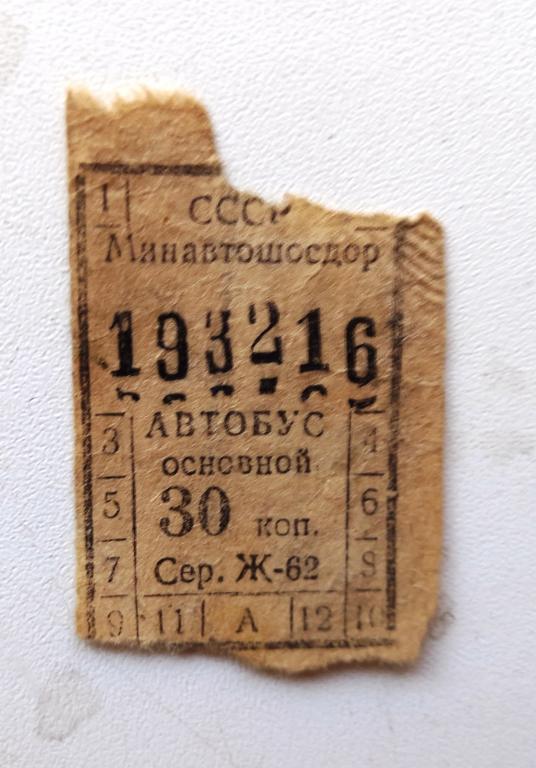 1 СССР
Минавтошосдор
193216
АВТОБУС
3 основной 4
5 30 коп. 6
7 Сер. Ж-62 8
9 11 А 12 10